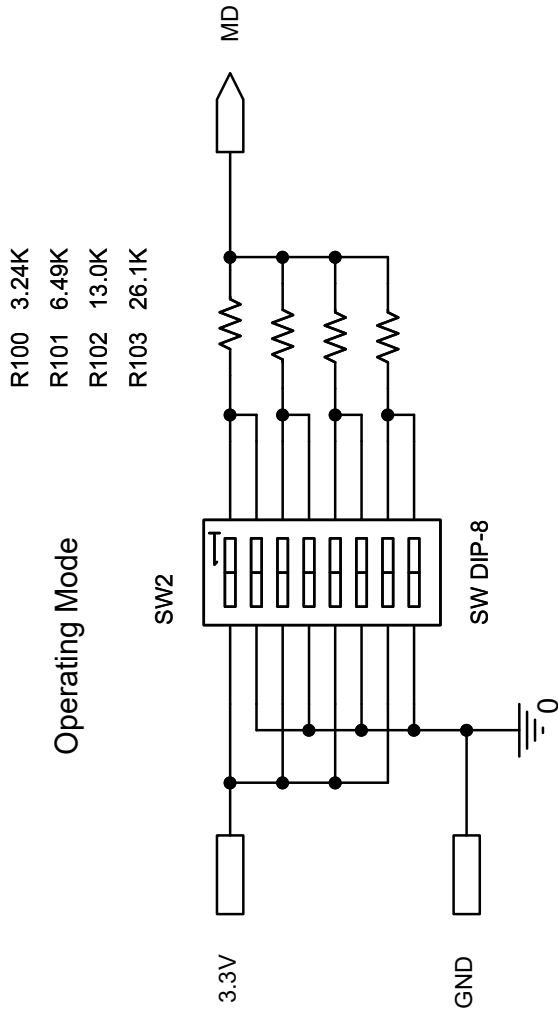 Operating Mode
R100 3.24K
R101 6.49K
R102 13.0K
R103 26.1K
SW2
3.3V
MD
SW DIP-8
GND
0